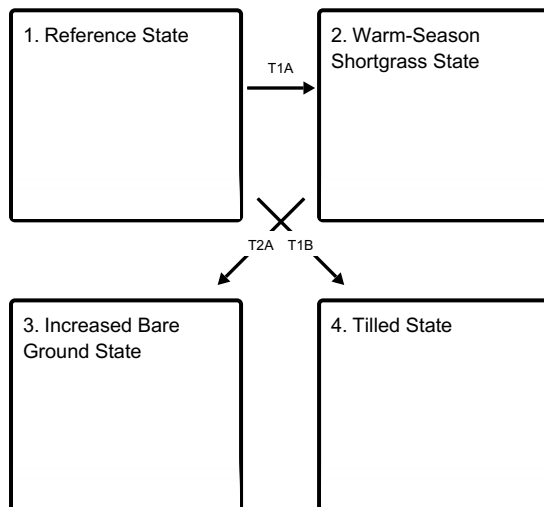 1. Reference State
2. Warm-Season
Shortgrass State
T1A
T2A
T1B
3. Increased Bare
Ground State
4. Tilled State